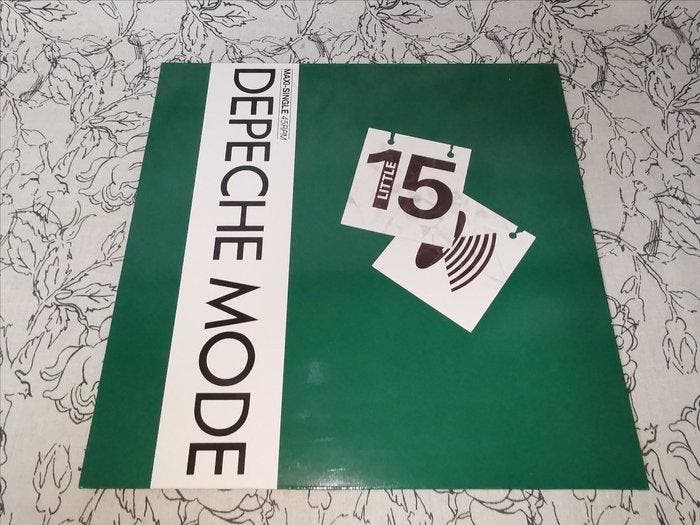 MAXI-SINGLE 45RPM
DEPECHE MODE
LITTLE
15